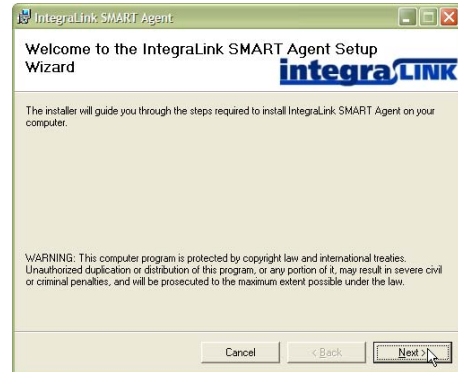 IntegraLink SMART Agent
Welcome to the IntegraLink SMART Agent Setup
Wizard
integraLINK
The installer will guide you through the steps required to install IntegraLink SMART Agent on your
computer.
WARNING: This computer program is protected by copyright law and international treaties.
Unauthorized duplication or distribution of this program, or any portion of it, may result in severe civil
or criminal penalties, and will be prosecuted to the maximum extent possible under the law.
Cancel
< Back
Next >